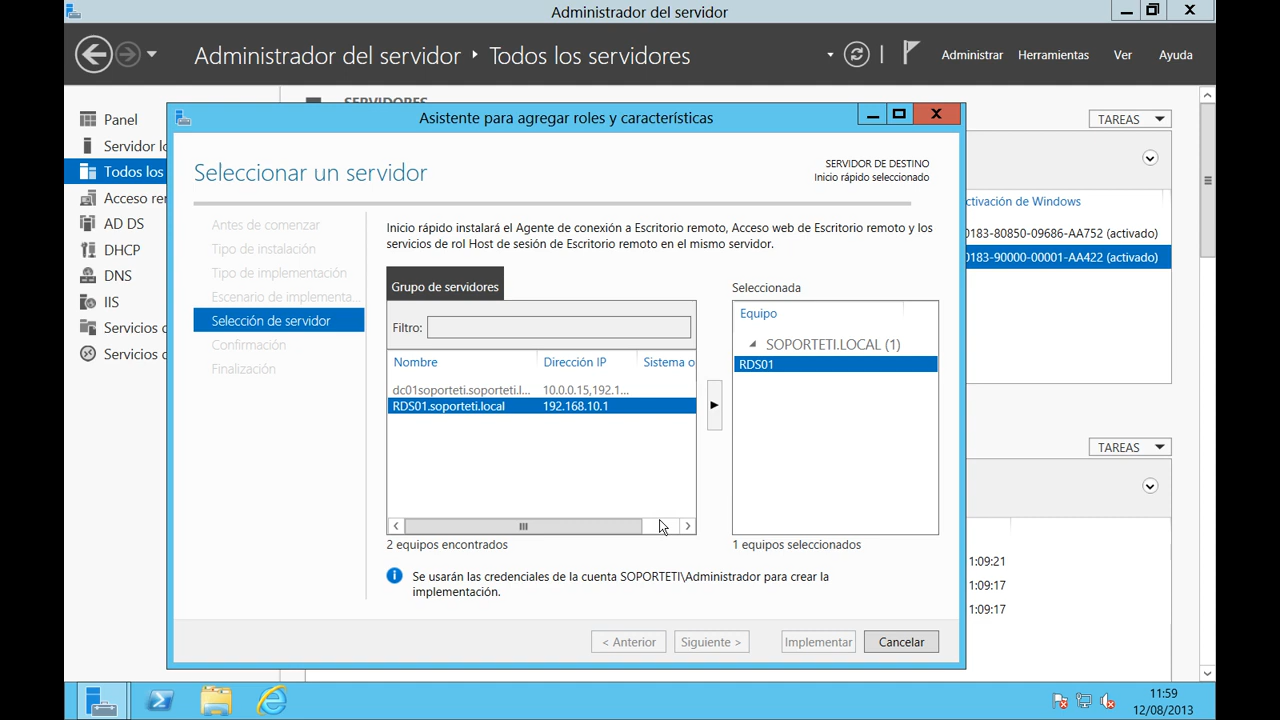 Administrador del servidor
Administrador del servidor ‣ Todos los servidores
Administrar Herramientas Ver Ayuda
Panel
Servidor lo
Todos los
Acceso rem
AD DS
DHCP
DNS
IIS
Servicios d
Servicios d
SERVIDORES
TAREAS
ctivación de Windows
0183-80850-09686-AA752 (activado)
0183-90000-00001-AA422 (activado)
TAREAS
1:09:21
1:09:17
1:09:17
Asistente para agregar roles y características
Seleccionar un servidor
SERVIDOR DE DESTINO
Inicio rápido seleccionado
Antes de comenzar
Tipo de instalación
Tipo de implementación
Escenario de implementa...
Selección de servidor
Confirmación
Finalización
Inicio rápido instalará el Agente de conexión a Escritorio remoto, Acceso web de Escritorio remoto y los
servicios de rol Host de sesión de Escritorio remoto en el mismo servidor.
Grupo de servidores
Filtro:
Nombre Dirección IP Sistema o
dc01soporteti.soporteti.l... 10.0.0.15,192.1...
RDS01.soporteti.local 192.168.10.1
2 equipos encontrados
Seleccionada
Equipo
SOPORTETI.LOCAL (1)
RDS01
1 equipos seleccionados
Se usarán las credenciales de la cuenta SOPORTETI\Administrador para crear la
implementación.
< Anterior Siguiente > Implementar Cancelar
11:59
12/08/2013